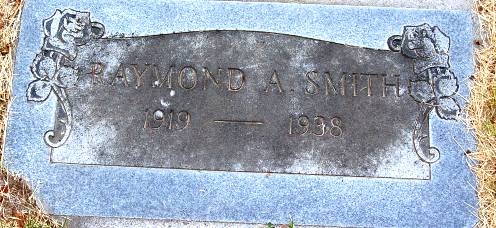 RAYMOND A. SMITH
1919 — 1938